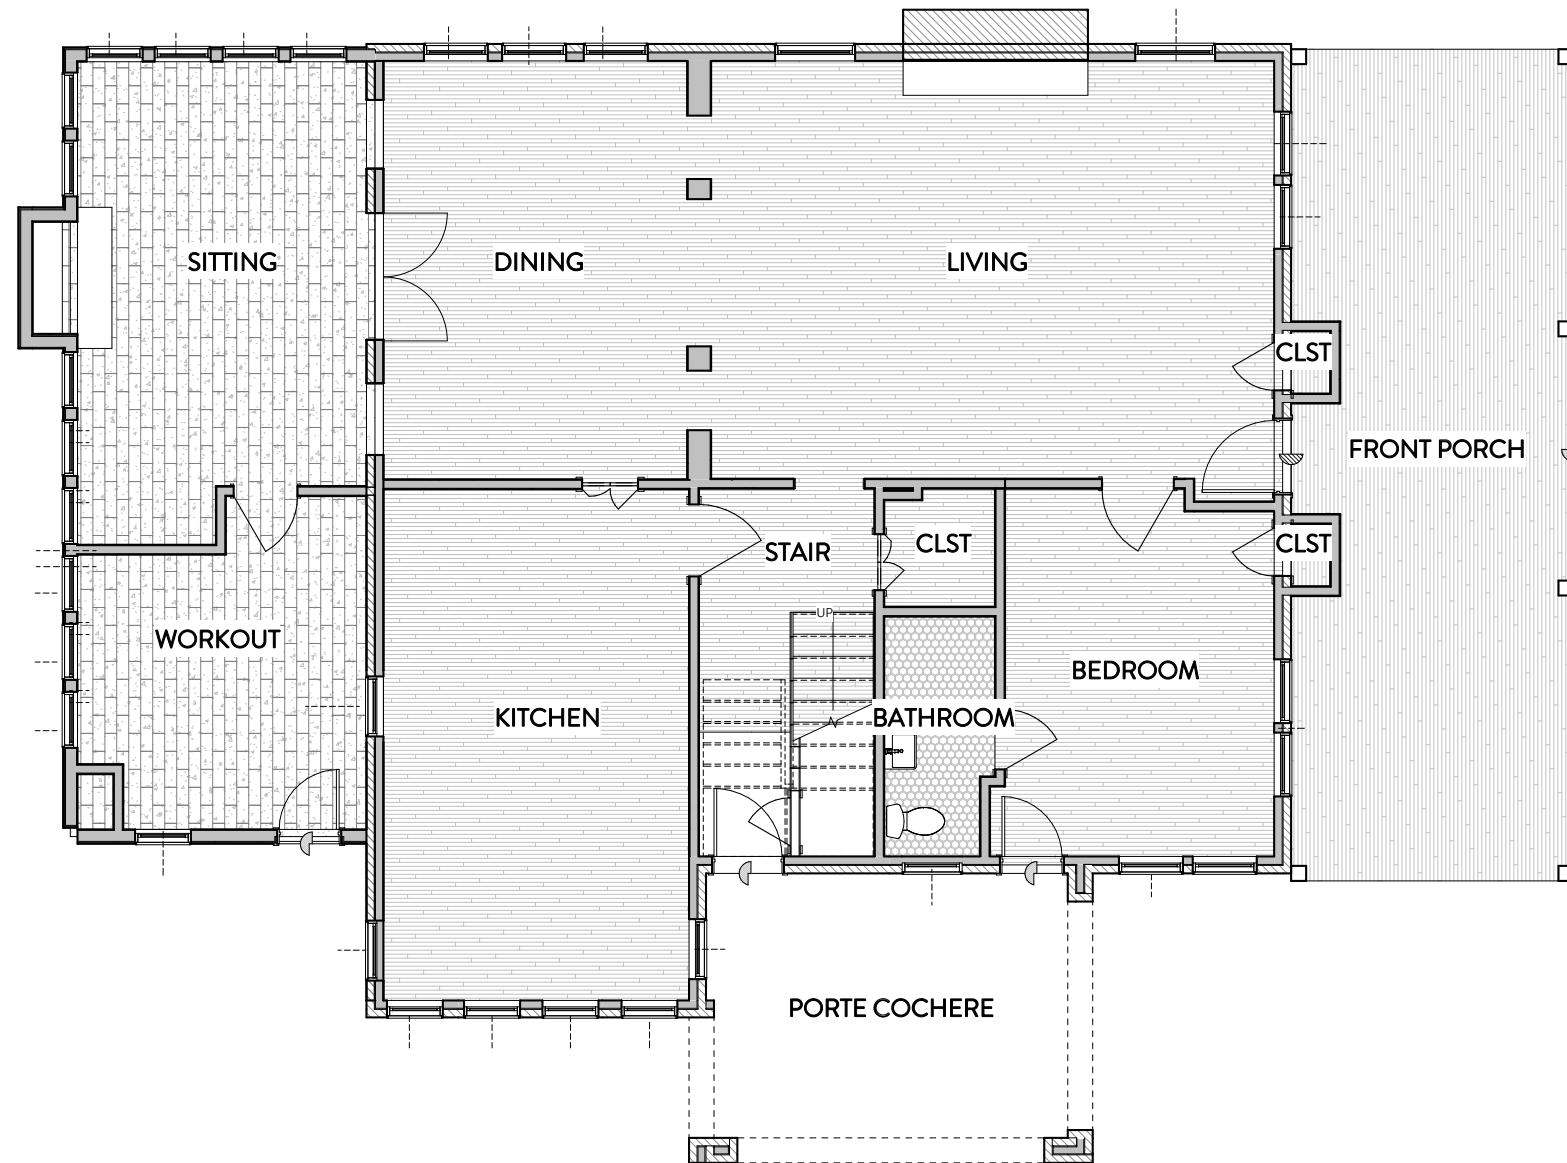 SITTING
DINING
LIVING
CLST
FRONT PORCH
STAIR
CLST
CLST
UP
WORKOUT
BEDROOM
KITCHEN
BATHROOM
PORTE COCHERE